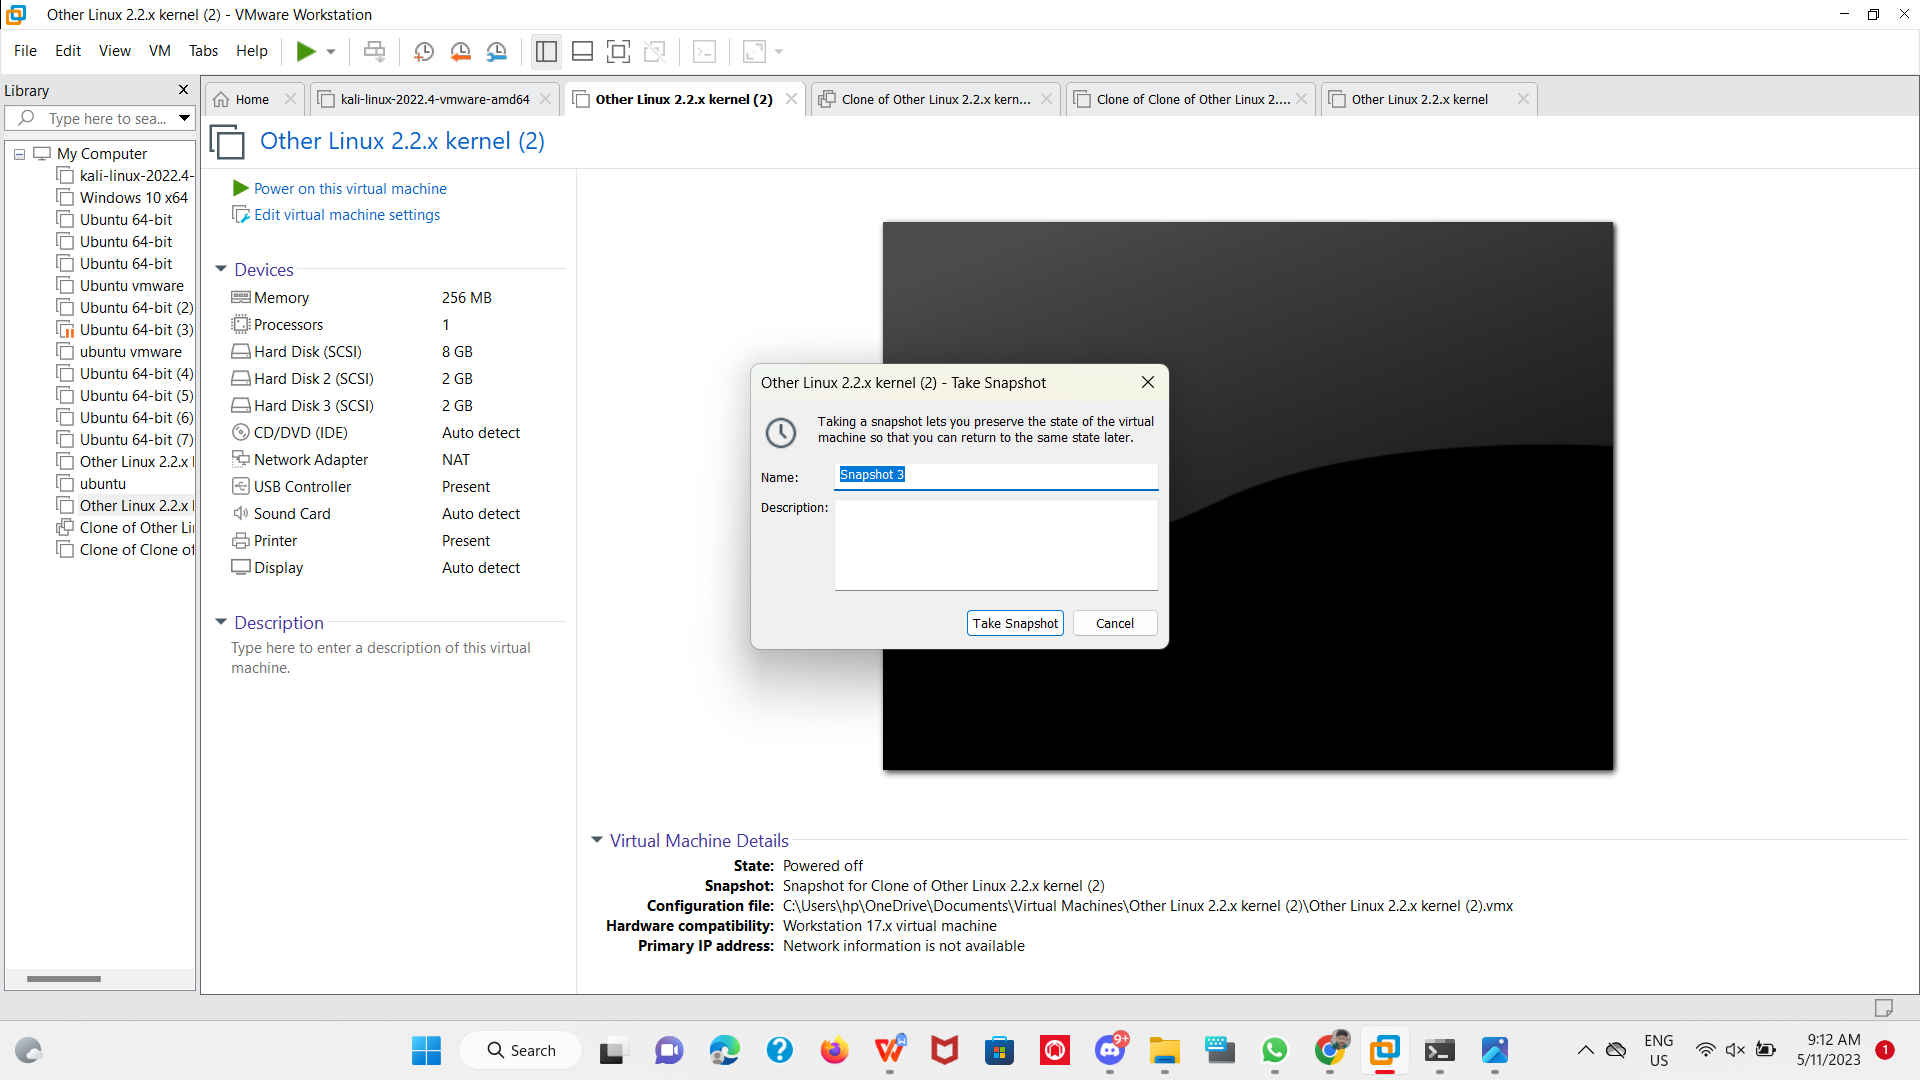 Other Linux 2.2.x kernel (2) - VMware Workstation
File Edit View VM Tabs Help
Library
Type here to sea...
Home
kali-linux-2022.4-vmware-amd64
Other Linux 2.2.x kernel (2)
Clone of Other Linux 2.2.x kern...
Clone of Clone of Other Linux 2....
Other Linux 2.2.x kernel
My Computer
kali-linux-2022.4-
Windows 10 x64
Ubuntu 64-bit
Ubuntu 64-bit
Ubuntu 64-bit
Ubuntu vmware
Ubuntu 64-bit (2)
Ubuntu 64-bit (3)
ubuntu vmware
Ubuntu 64-bit (4)
Ubuntu 64-bit (5)
Ubuntu 64-bit (6)
Ubuntu 64-bit (7)
Other Linux 2.2.x
ubuntu
Other Linux 2.2.x
Clone of Other Li
Clone of Clone of
Other Linux 2.2.x kernel (2)
Power on this virtual machine
Edit virtual machine settings
Devices
Memory 256 MB
Processors 1
Hard Disk (SCSI) 8 GB
Hard Disk 2 (SCSI) 2 GB
Hard Disk 3 (SCSI) 2 GB
CD/DVD (IDE) Auto detect
Network Adapter NAT
USB Controller Present
Sound Card Auto detect
Printer Present
Display Auto detect
Description
Type here to enter a description of this virtual
machine.
Other Linux 2.2.x kernel (2) - Take Snapshot
Taking a snapshot lets you preserve the state of the virtual
machine so that you can return to the same state later.
Name: Snapshot 3
Description:
Take Snapshot Cancel
Virtual Machine Details
State: Powered off
Snapshot: Snapshot for Clone of Other Linux 2.2.x kernel (2)
Configuration file: C:\Users\hp\OneDrive\Documents\Virtual Machines\Other Linux 2.2.x kernel (2)\Other Linux 2.2.x kernel (2).vmx
Hardware compatibility: Workstation 17.x virtual machine
Primary IP address: Network information is not available
Search
9+
ENG
US
9:12 AM
5/11/2023
1